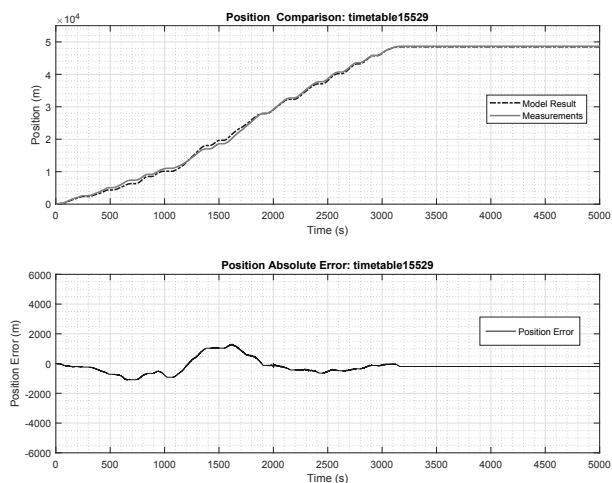 Position Comparison: timetable15529
×10⁴
5
4
3
2
1
0
Position (m)
Model Result
Measurements
0 500 1000 1500 2000 2500 3000 3500 4000 4500 5000
Time (s)
Position Absolute Error: timetable15529
6000
4000
2000
0
-2000
-4000
-6000
Position Error (m)
Position Error
0 500 1000 1500 2000 2500 3000 3500 4000 4500 5000
Time (s)